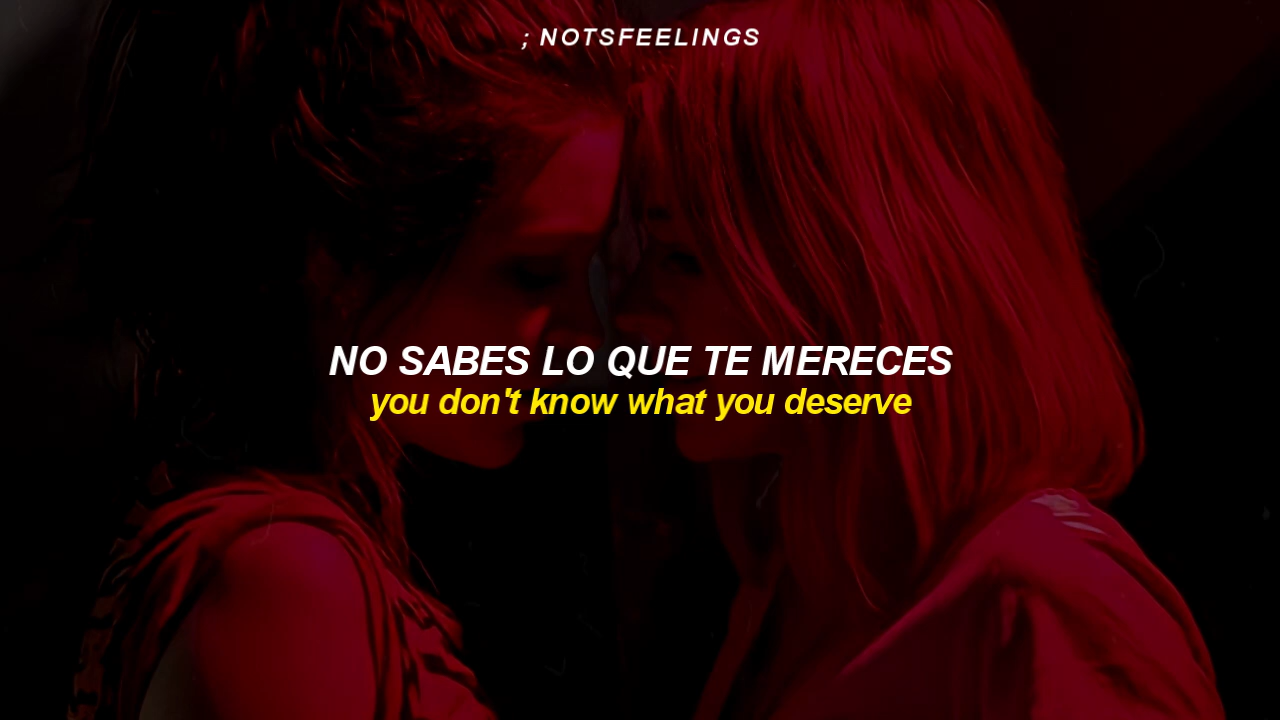 ; NOTSFEELINGS
NO SABES LO QUE TE MERECES
you don't know what you deserve